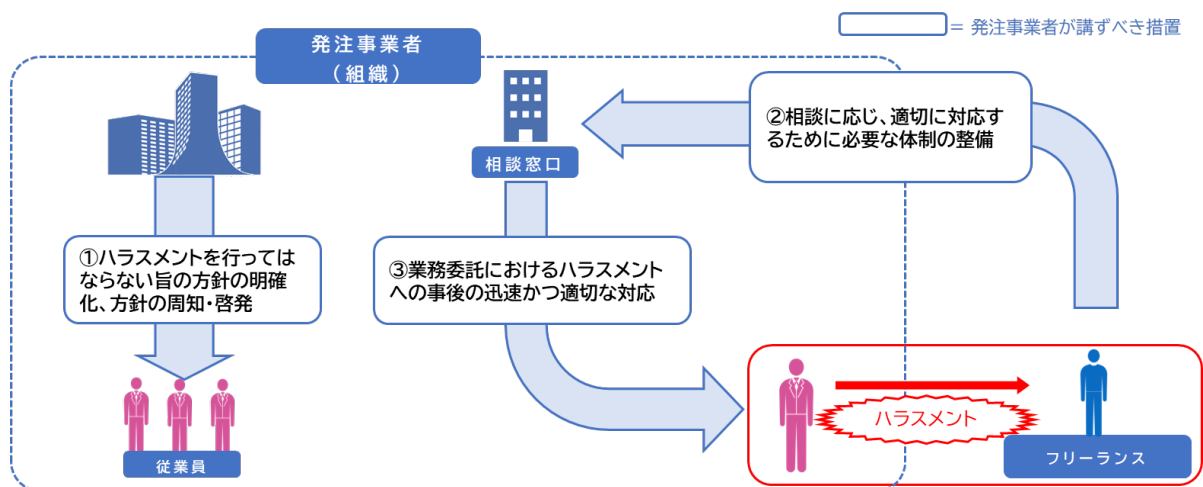 = 発注事業者が講ずべき措置
発注事業者
（組織）
相談窓口
②相談に応じ、適切に対応す
るために必要な体制の整備
①ハラスメントを行っては
ならない旨の方針の明確
化、方針の周知・啓発
③業務委託におけるハラスメント
への事後の迅速かつ適切な対応
従業員
ハラスメント
フリーランス